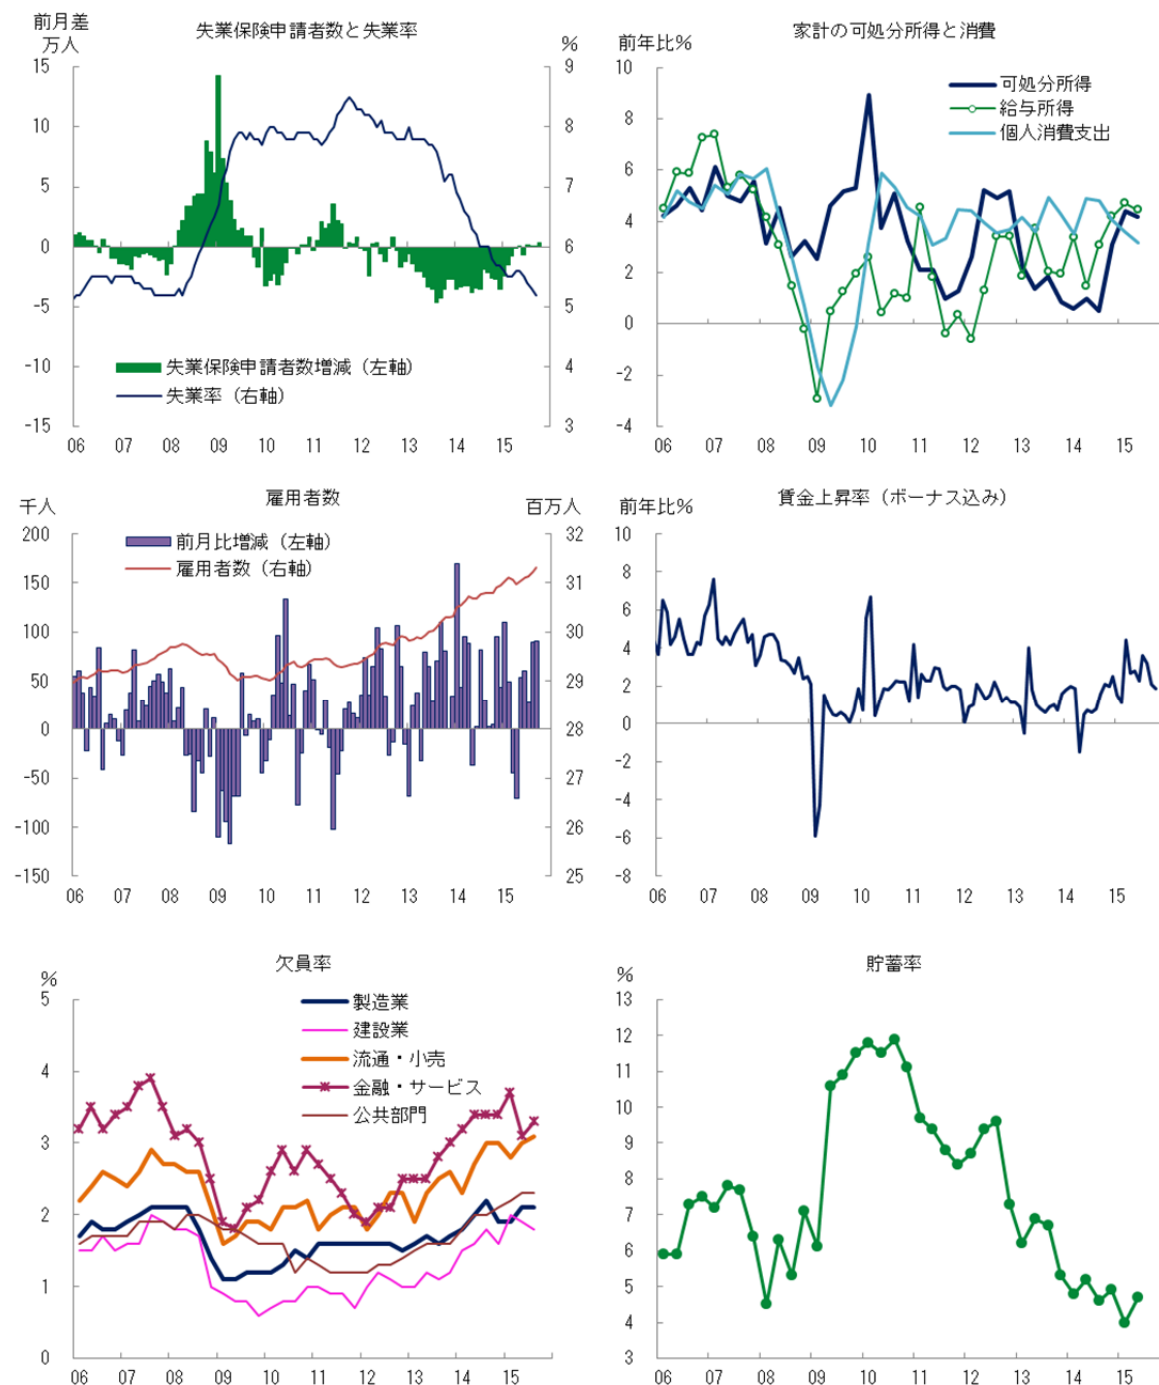 失業保険申請者数と失業率
前月差
万人
%
15
10
5
0
-5
-10
-15
9
8
7
6
5
4
3
失業保険申請者数増減（左軸）
失業率（右軸）
06 07 08 09 10 11 12 13 14 15
家計の可処分所得と消費
前年比%
10
8
6
4
2
0
-2
-4
可処分所得
給与所得
個人消費支出
06 07 08 09 10 11 12 13 14 15
雇用者数
千人
百万人
200
150
100
50
0
-50
-100
-150
32
31
30
29
28
27
26
25
前月比増減（左軸）
雇用者数（右軸）
06 07 08 09 10 11 12 13 14 15
賃金上昇率（ボーナス込み）
前年比%
10
8
6
4
2
0
-2
-4
-6
-8
06 07 08 09 10 11 12 13 14 15
欠員率
%
5
4
3
2
1
0
製造業
建設業
流通・小売
金融・サービス
公共部門
06 07 08 09 10 11 12 13 14 15
貯蓄率
%
13
12
11
10
9
8
7
6
5
4
3
06 07 08 09 10 11 12 13 14 15